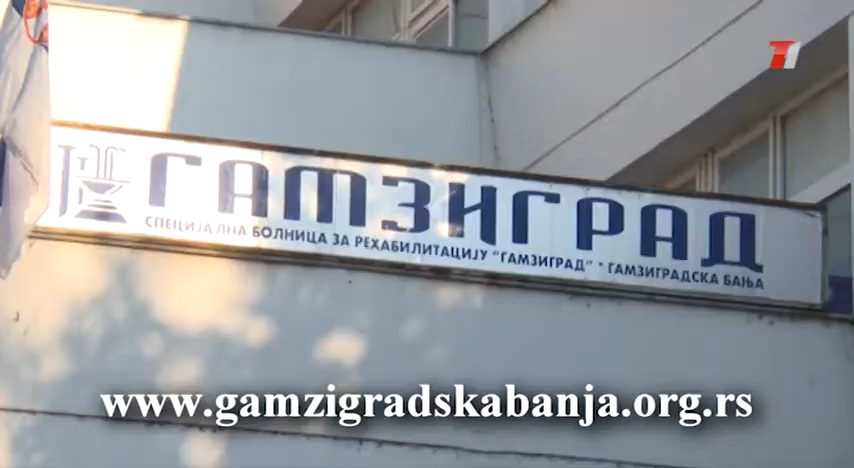 ГАМЗИГРАД
СПЕЦИЈАЛНА БОЛНИЦА ЗА РЕХАБИЛИТАЦИЈУ "ГАМЗИГРАД" · ГАМЗИГРАДСКА БАЊА
www.gamzigradskabanja.org.rs